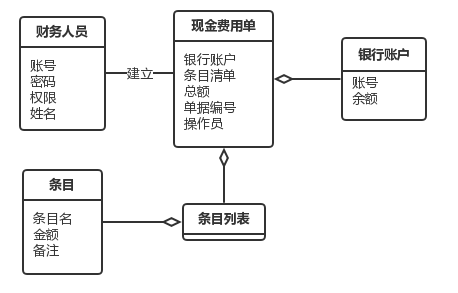 财务人员
账号
密码
权限
姓名
建立
现金费用单
银行账户
条目清单
总额
单据编号
操作员
银行账户
账号
余额
条目
条目名
金额
备注
条目列表